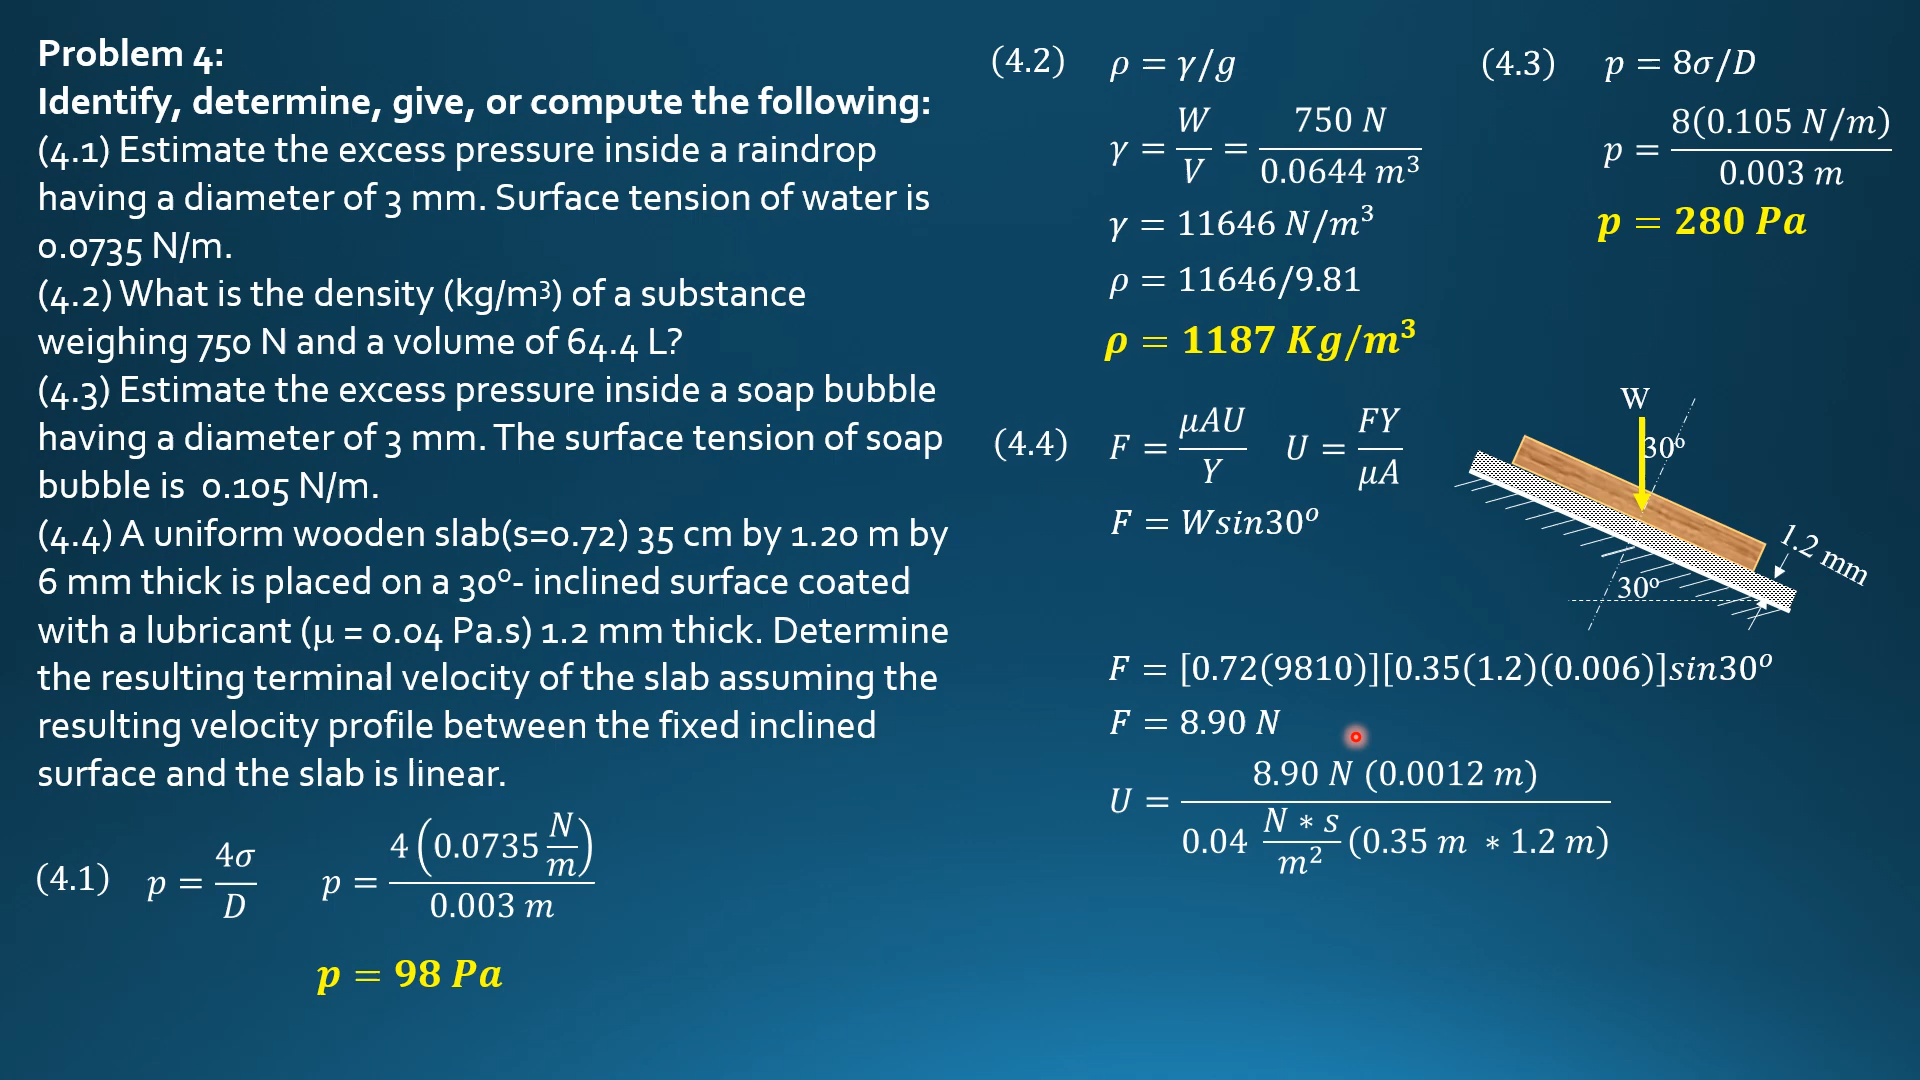 Problem 4:
Identify, determine, give, or compute the following:
(4.1) Estimate the excess pressure inside a raindrop
having a diameter of 3 mm. Surface tension of water is
0.0735 N/m.
(4.2) What is the density (kg/m³) of a substance
weighing 750 N and a volume of 64.4 L?
(4.3) Estimate the excess pressure inside a soap bubble
having a diameter of 3 mm. The surface tension of soap
bubble is 0.105 N/m.
(4.4) A uniform wooden slab(s=0.72) 35 cm by 1.20 m by
6 mm thick is placed on a 30⁰- inclined surface coated
with a lubricant (μ = 0.04 Pa.s) 1.2 mm thick. Determine
the resulting terminal velocity of the slab assuming the
resulting velocity profile between the fixed inclined
surface and the slab is linear.
(4.1) p = 4σ/D p = 4(0.0735 N/m)/0.003 m
p = 98 Pa
(4.2) ρ = γ/g
γ = W/V = 750 N/0.0644 m³
γ = 11646 N/m³
ρ = 11646/9.81
ρ = 1187 Kg/m³
(4.3) p = 8σ/D
p = 8(0.105 N/m)/0.003 m
p = 280 Pa
(4.4) F = μAU/Y U = FY/μA
F = Wsin30⁰
W
30⁰
1.2 mm
30⁰
F = [0.72(9810)][0.35(1.2)(0.006)]sin30⁰
F = 8.90 N
U = 8.90 N (0.0012 m)/0.04 N∗s/m² (0.35 m ∗ 1.2 m)